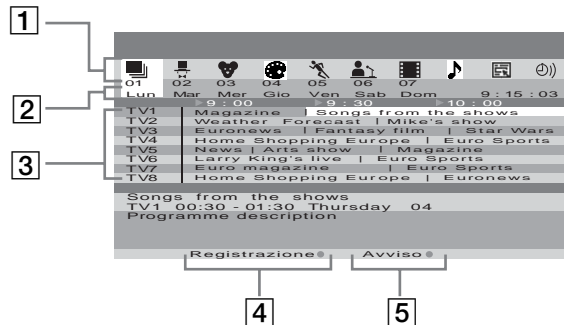 1
01 02 03 04 05 06 07
2
Lun Mar Mer Gio Ven Sab Dom 9:15:03
9:00 9:30 10:00
TV1 Magazine | Songs from the shows
TV2 Weather Forecast | Mike's show
TV3 Euronews | Fantasy film | Star Wars
TV4 Home Shopping Europe | Euro Sports
3
TV5 News | Arts show | Magazine
TV6 Larry King's live | Euro Sports
TV7 Euro magazine | Euro Sports
TV8 Home Shopping Europe | Euronews
Songs from the shows
TV1 00:30 - 01:30 Thursday 04
Programme description
Registrazione Avviso
4 5